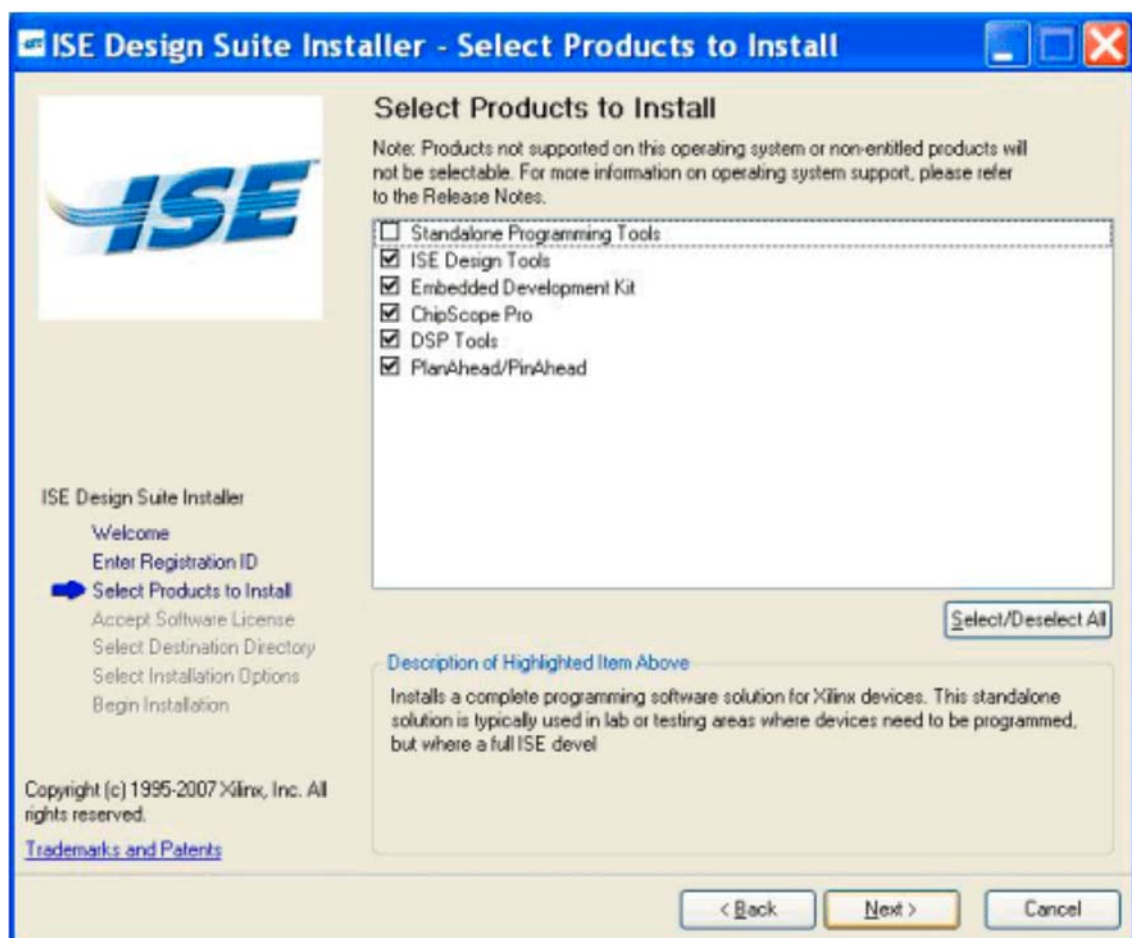 ISE Design Suite Installer - Select Products to Install
ISE
Select Products to Install
Note: Products not supported on this operating system or non-entitled products will
not be selectable. For more information on operating system support, please refer
to the Release Notes.
Standalone Programming Tools
ISE Design Tools
Embedded Development Kit
ChipScope Pro
DSP Tools
PlanAhead/PinAhead
ISE Design Suite Installer
Welcome
Enter Registration ID
Select Products to Install
Accept Software License
Select Destination Directory
Select Installation Options
Begin Installation
Select/Deselect All
Description of Highlighted Item Above
Installs a complete programming software solution for Xilinx devices. This standalone
solution is typically used in lab or testing areas where devices need to be programmed,
but where a full ISE devel
Copyright (c) 1995-2007 Xilinx, Inc. All
rights reserved.
Trademarks and Patents
< Back
Next >
Cancel